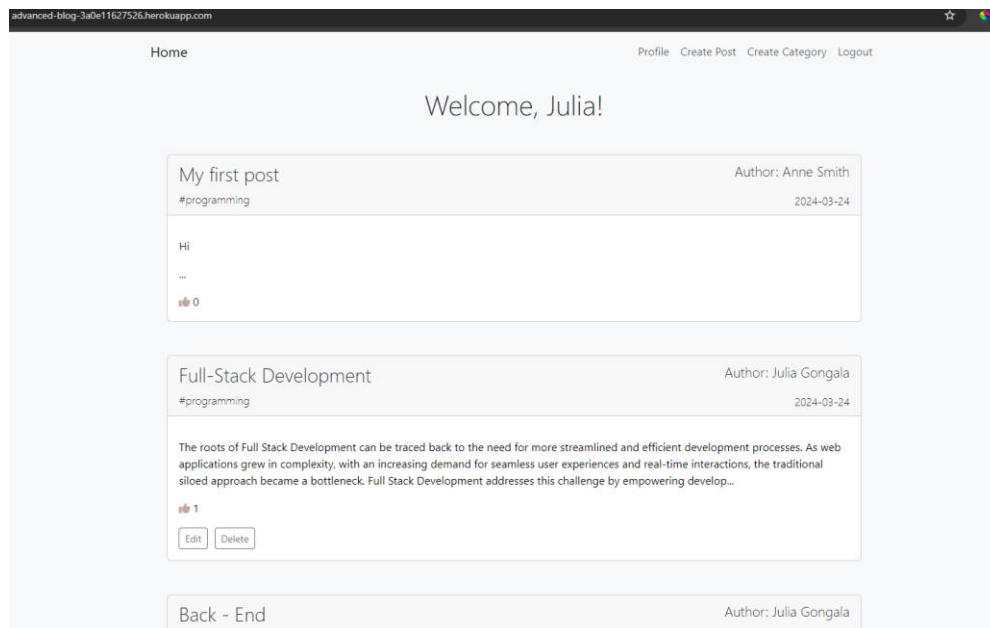 advanced-blog-3a0e11627526.herokuapp.com
Home Profile Create Post Create Category Logout
Welcome, Julia!
My first post Author: Anne Smith
#programming 2024-03-24
Hi
...
0
Full-Stack Development Author: Julia Gongala
#programming 2024-03-24
The roots of Full Stack Development can be traced back to the need for more streamlined and efficient development processes. As web
applications grew in complexity, with an increasing demand for seamless user experiences and real-time interactions, the traditional
siloed approach became a bottleneck. Full Stack Development addresses this challenge by empowering develop...
1
Edit Delete
Back - End Author: Julia Gongala